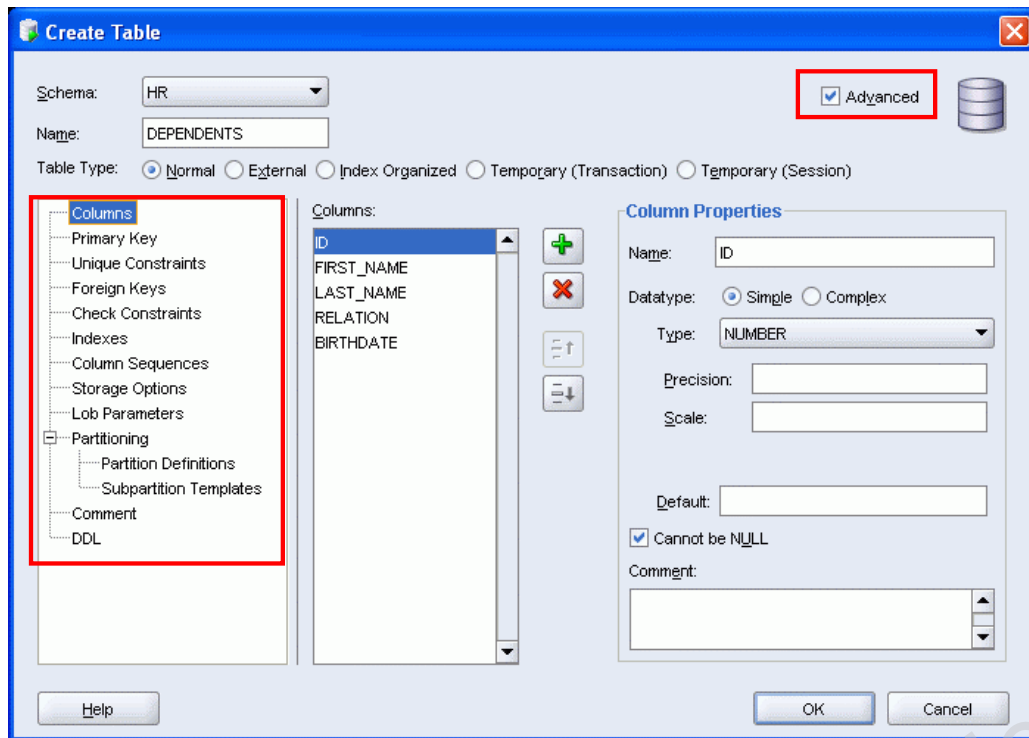 Create Table
Schema: HR
Advanced
Name: DEPENDENTS
Table Type: Normal External Index Organized Temporary (Transaction) Temporary (Session)
Columns
Primary Key
Unique Constraints
Foreign Keys
Check Constraints
Indexes
Column Sequences
Storage Options
Lob Parameters
Partitioning
Partition Definitions
Subpartition Templates
Comment
DDL
Columns:
ID
FIRST_NAME
LAST_NAME
RELATION
BIRTHDATE
Column Properties
Name: ID
Datatype: Simple Complex
Type: NUMBER
Precision:
Scale:
Default:
Cannot be NULL
Comment:
Help
OK
Cancel